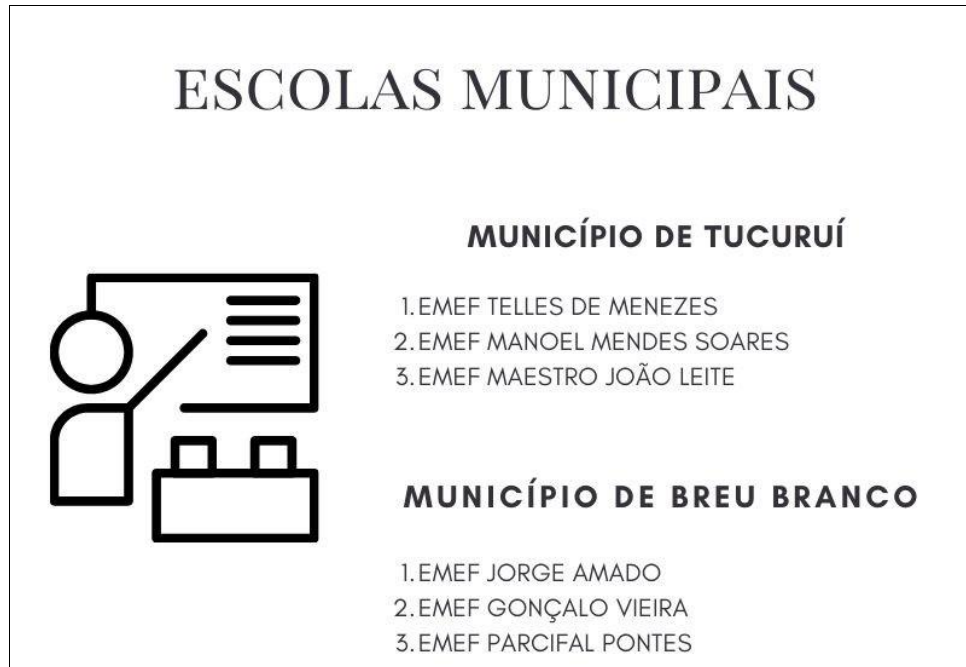 ESCOLAS MUNICIPAIS
MUNICÍPIO DE TUCURUÍ
1.EMEF TELLES DE MENEZES
2.EMEF MANOEL MENDES SOARES
3.EMEF MAESTRO JOÃO LEITE
MUNICÍPIO DE BREU BRANCO
1.EMEF JORGE AMADO
2.EMEF GONÇALO VIEIRA
3.EMEF PARCIFAL PONTES